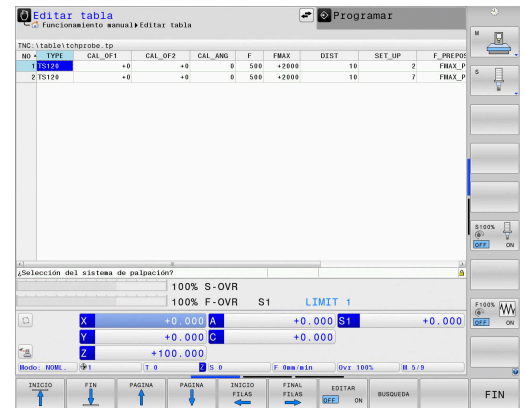 Editar tabla
Programar
Funcionamiento manual Editar tabla
TNC:\table\tchprobe.tp
NO TYPE CAL_OF1 CAL_OF2 CAL_ANG F FMAX DIST SET_UP F_PREPOS
1 TS120 +0 +0 0 500 +2000 10 2 FMAX_P
2 TS120 +0 +0 0 500 +2000 10 7 FMAX_P
¿Selección del sistema de palpación?
100% S-OVR
100% F-OVR S1 LIMIT 1
X +0.000 A +0.000 S1 +0.000
Y +0.000 C +0.000
Z +100.000
Modo: NOML. 1 T 0 Z S 0 F 0mm/min Ovr 100% M 5/9
INICIO
FIN
PAGINA
PAGINA
INICIO FILAS
FINAL FILAS
EDITAR
OFF ON
BUSQUEDA
FIN
M
S
S100%
OFF ON
F100%
OFF ON